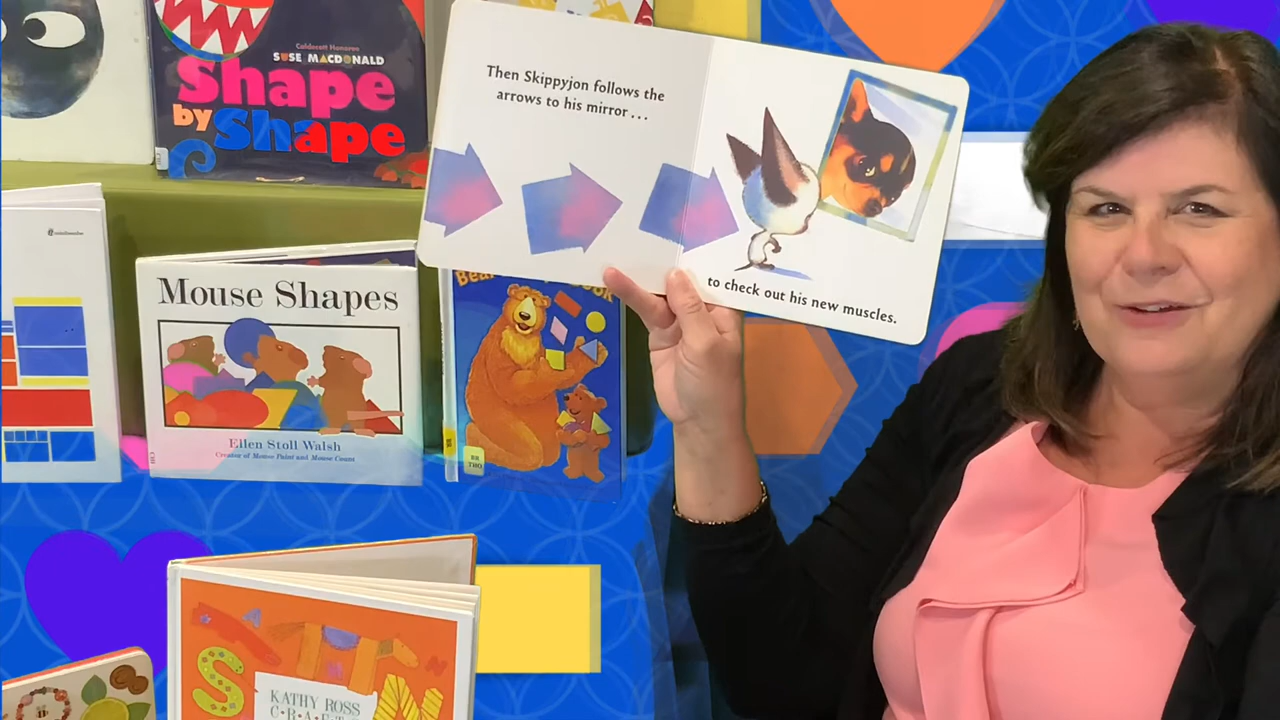 Caldecott Honoree
SUSE MACDONALD
Shape
by Shape
Then Skippyjon follows the
arrows to his mirror...
to check out his new muscles.
Mouse Shapes
Ellen Stoll Walsh
Creator of Mouse Paint and Mouse Count
KATHY ROSS
C•R•A•F•T•S